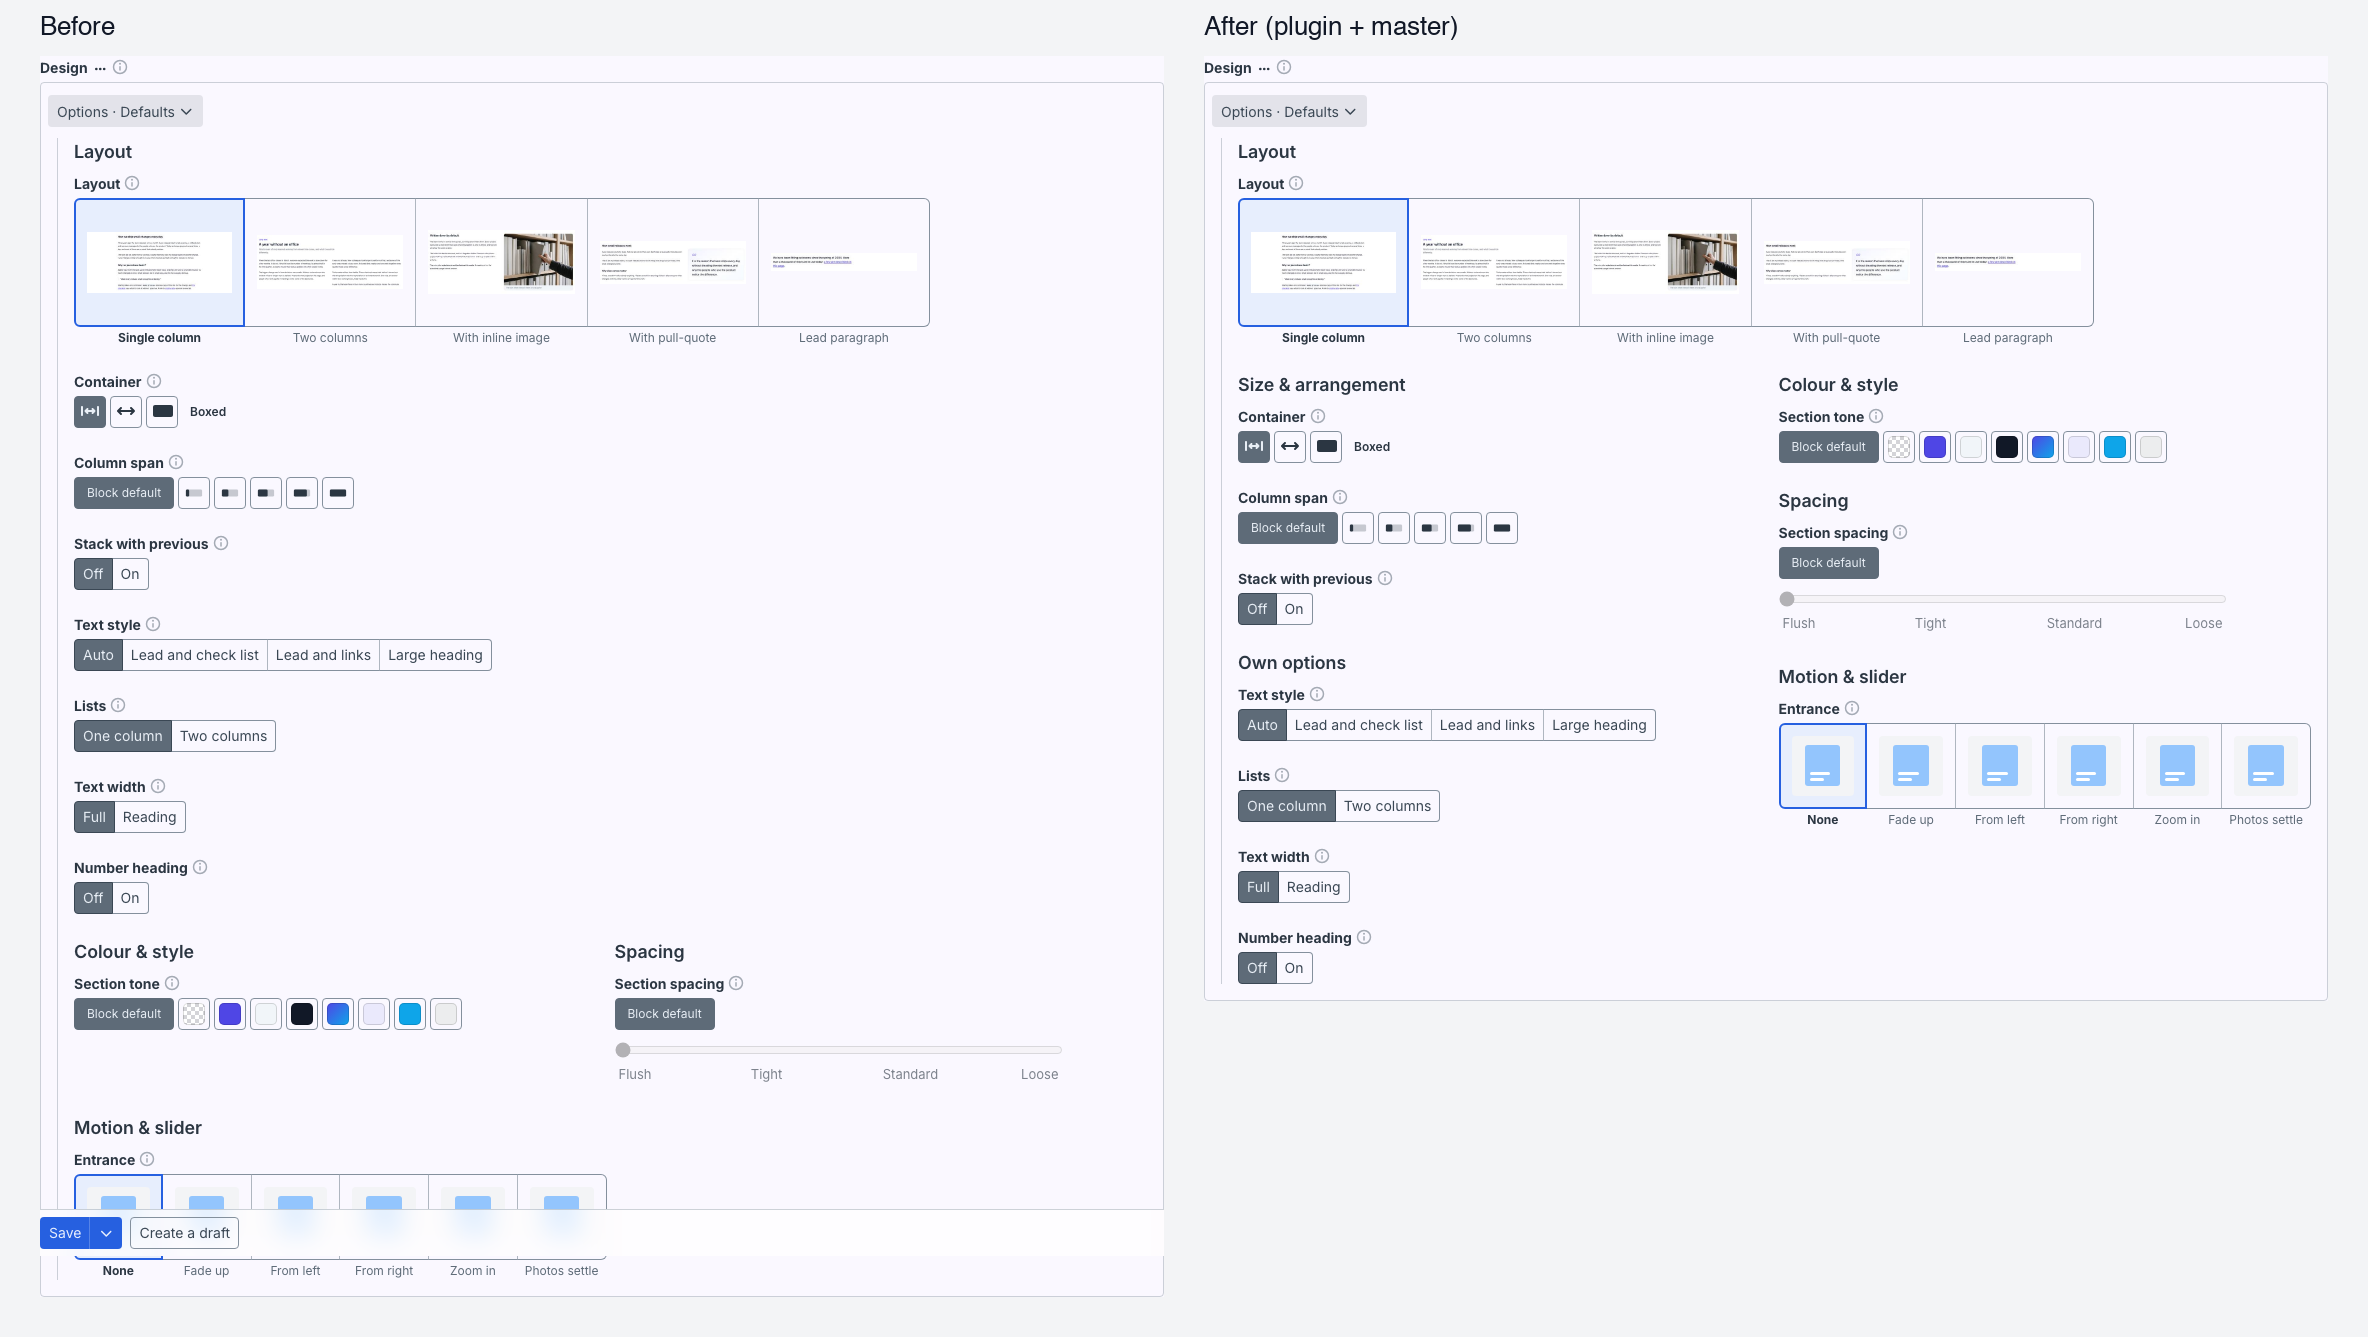 Before
Design ···
Options · Defaults
Layout
Layout
Single column
Two columns
With inline image
With pull-quote
Lead paragraph
Container
Boxed
Column span
Block default
Stack with previous
Off On
Text style
Auto Lead and check list Lead and links Large heading
Lists
One column Two columns
Text width
Full Reading
Number heading
Off On
Colour & style
Section tone
Block default
Spacing
Section spacing
Block default
Flush Tight Standard Loose
Motion & slider
Entrance
Save
Create a draft
None Fade up From left From right Zoom in Photos settle
After (plugin + master)
Design ···
Options · Defaults
Layout
Layout
Single column
Two columns
With inline image
With pull-quote
Lead paragraph
Size & arrangement
Container
Boxed
Column span
Block default
Stack with previous
Off On
Own options
Text style
Auto Lead and check list Lead and links Large heading
Lists
One column Two columns
Text width
Full Reading
Number heading
Off On
Colour & style
Section tone
Block default
Spacing
Section spacing
Block default
Flush Tight Standard Loose
Motion & slider
Entrance
None Fade up From left From right Zoom in Photos settle